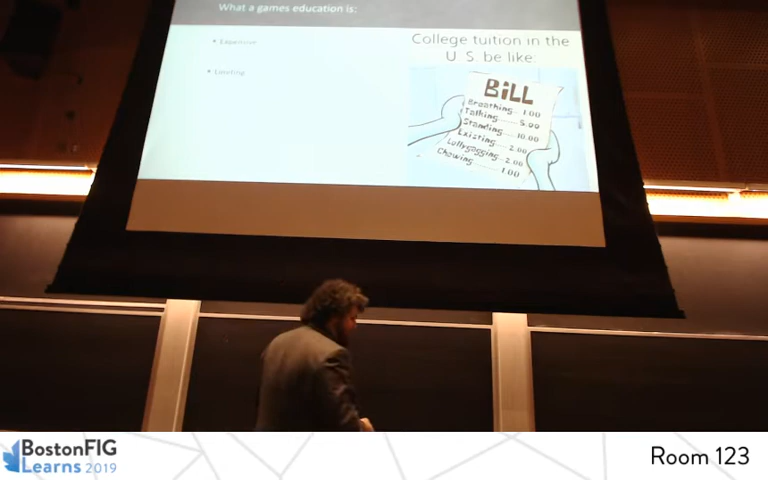 What a games education is:
• Expensive
• Limiting
College tuition in the
U. S. be like:
BiLL
Breathing 1.00
Talking 5.00
Standing 10.00
Existing 2.00
Lollygagging 2.00
Chewing 1.00
BostonFIG
Learns 2019
Room 123